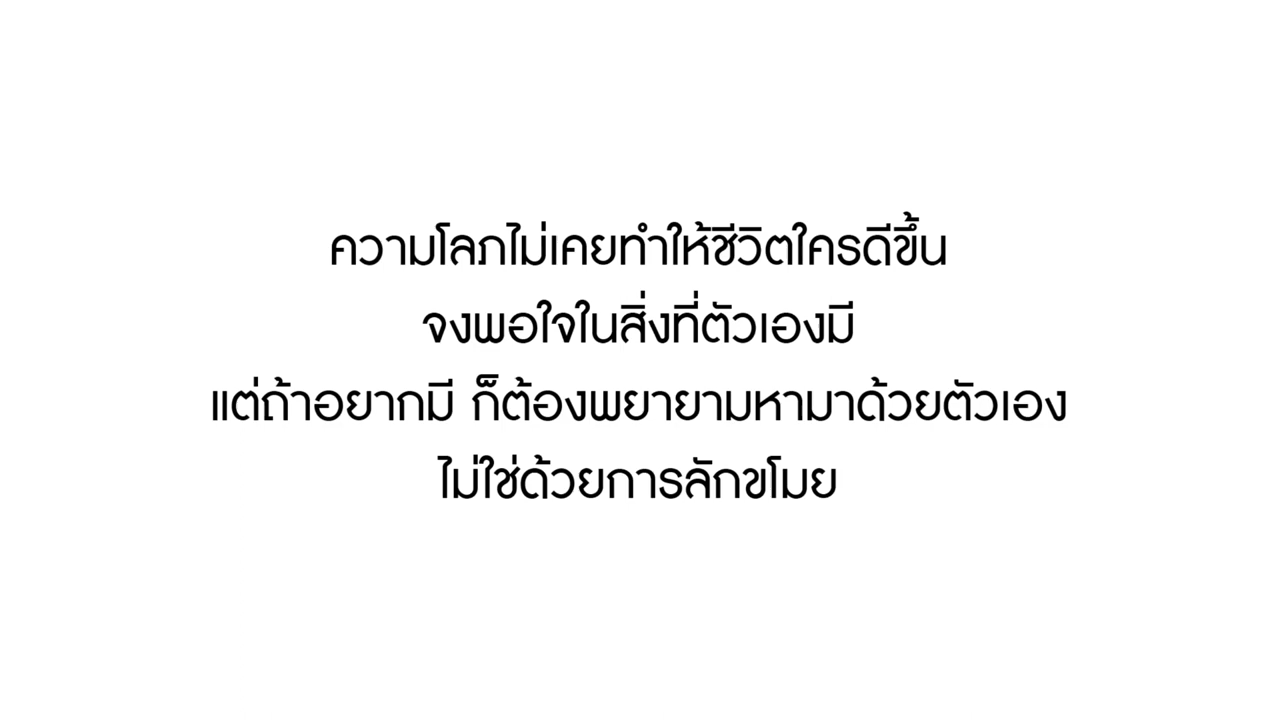 ความโลภไม่เคยทำให้ชีวิตใครดีขึ้น
จงพอใจในสิ่งที่ตัวเองมี
แต่ถ้าอยากมี ก็ต้องพยายามหามาด้วยตัวเอง
ไม่ใช่ด้วยการลักขโมย